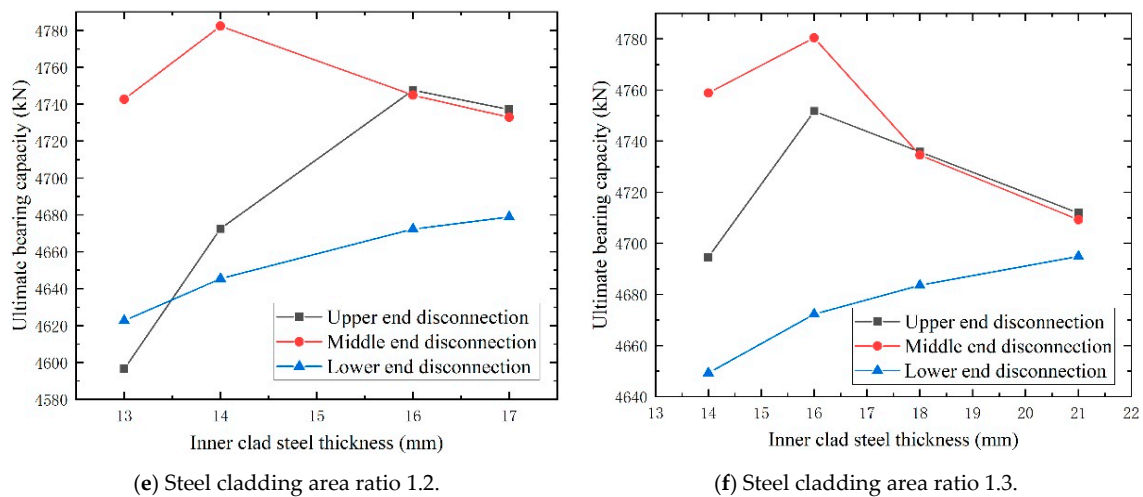 4780
4760
4740
4720
4700
4680
4660
4640
4620
4600
4580
Ultimate bearing capacity (kN)
Upper end disconnection
Middle end disconnection
Lower end disconnection
13 14 15 16 17
Inner clad steel thickness (mm)
(e) Steel cladding area ratio 1.2.
4780
4760
4740
4720
4700
4680
4660
4640
Ultimate bearing capacity (kN)
Upper end disconnection
Middle end disconnection
Lower end disconnection
13 14 15 16 17 18 19 20 21 22
Inner clad steel thickness (mm)
(f) Steel cladding area ratio 1.3.